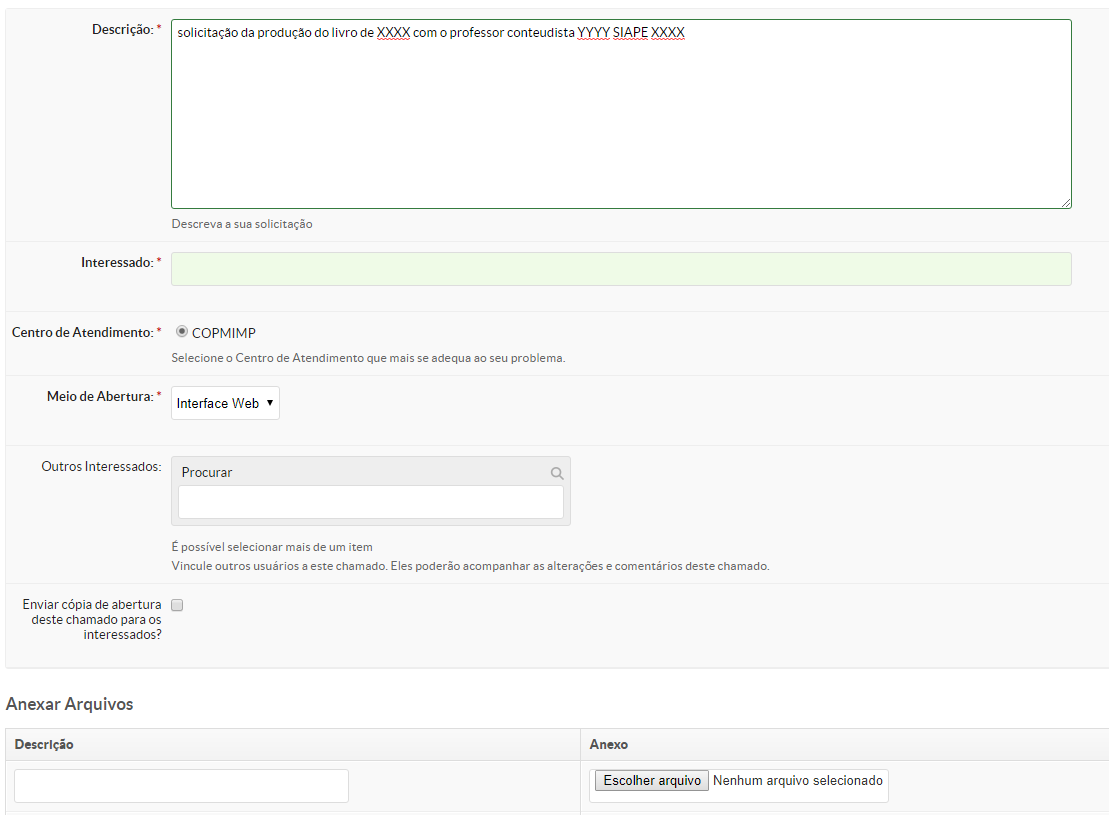 Descrição: *
solicitação da produção do livro de XXXX com o professor conteudista YYYY SIAPE XXXX
Descreva a sua solicitação
Interessado: *
Centro de Atendimento: *
COPMIMP
Selecione o Centro de Atendimento que mais se adequa ao seu problema.
Meio de Abertura: *
Interface Web
Outros Interessados:
Procurar
É possível selecionar mais de um item
Vincule outros usuários a este chamado. Eles poderão acompanhar as alterações e comentários deste chamado.
Enviar cópia de abertura
deste chamado para os
interessados?
Anexar Arquivos
Descrição
Anexo
Escolher arquivo Nenhum arquivo selecionado